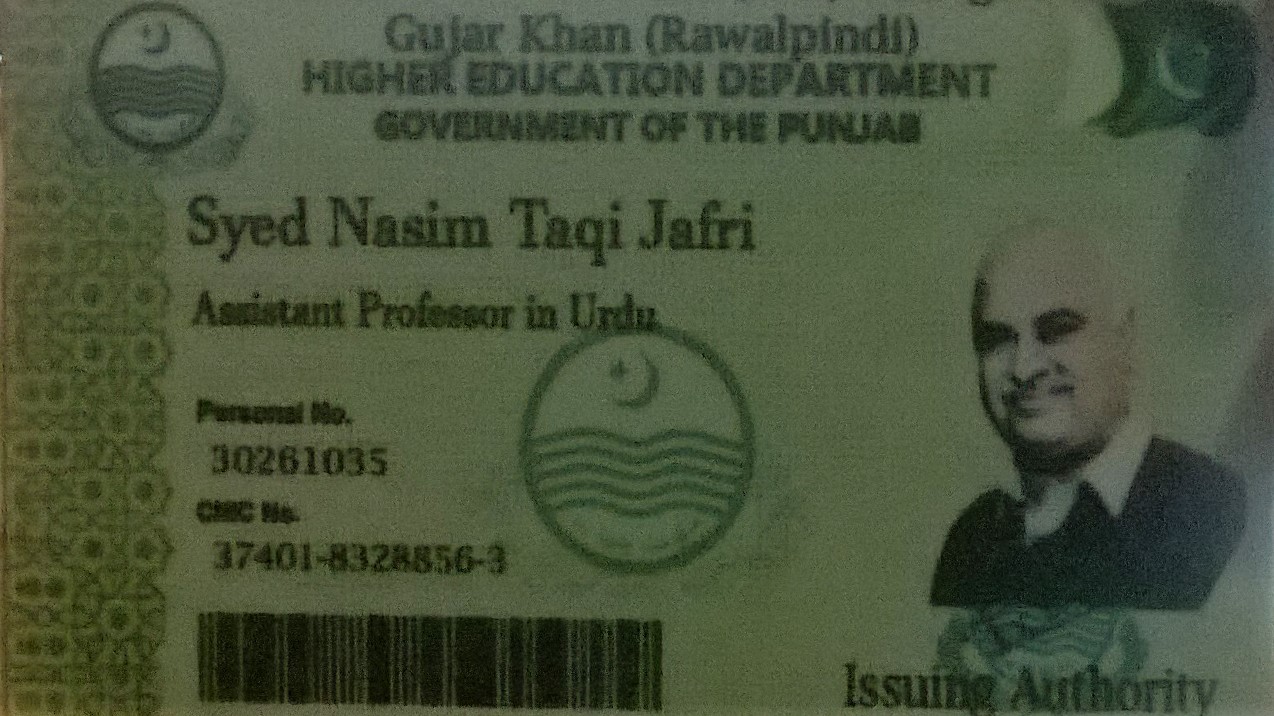 Gujar Khan (Rawalpindi)
HIGHER EDUCATION DEPARTMENT
GOVERNMENT OF THE PUNJAB
Syed Nasim Taqi Jafri
Assistant Professor in Urdu
Personal No.
30261035
CNIC No.
37401-8328856-3
Issuing Authority